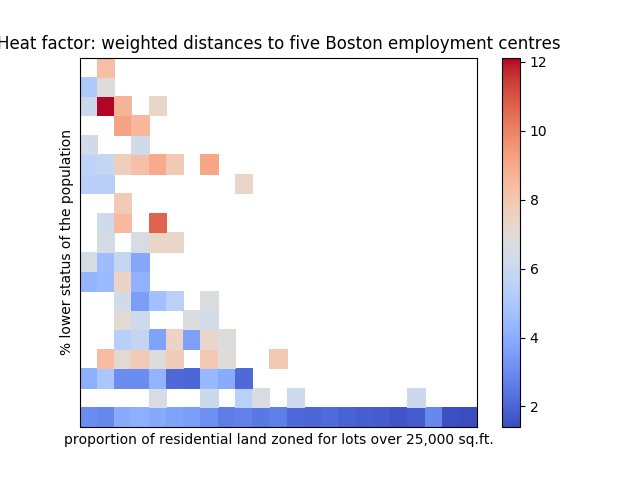 Heat factor: weighted distances to five Boston employment centres
% lower status of the population
proportion of residential land zoned for lots over 25,000 sq.ft.
12
10
8
6
4
2